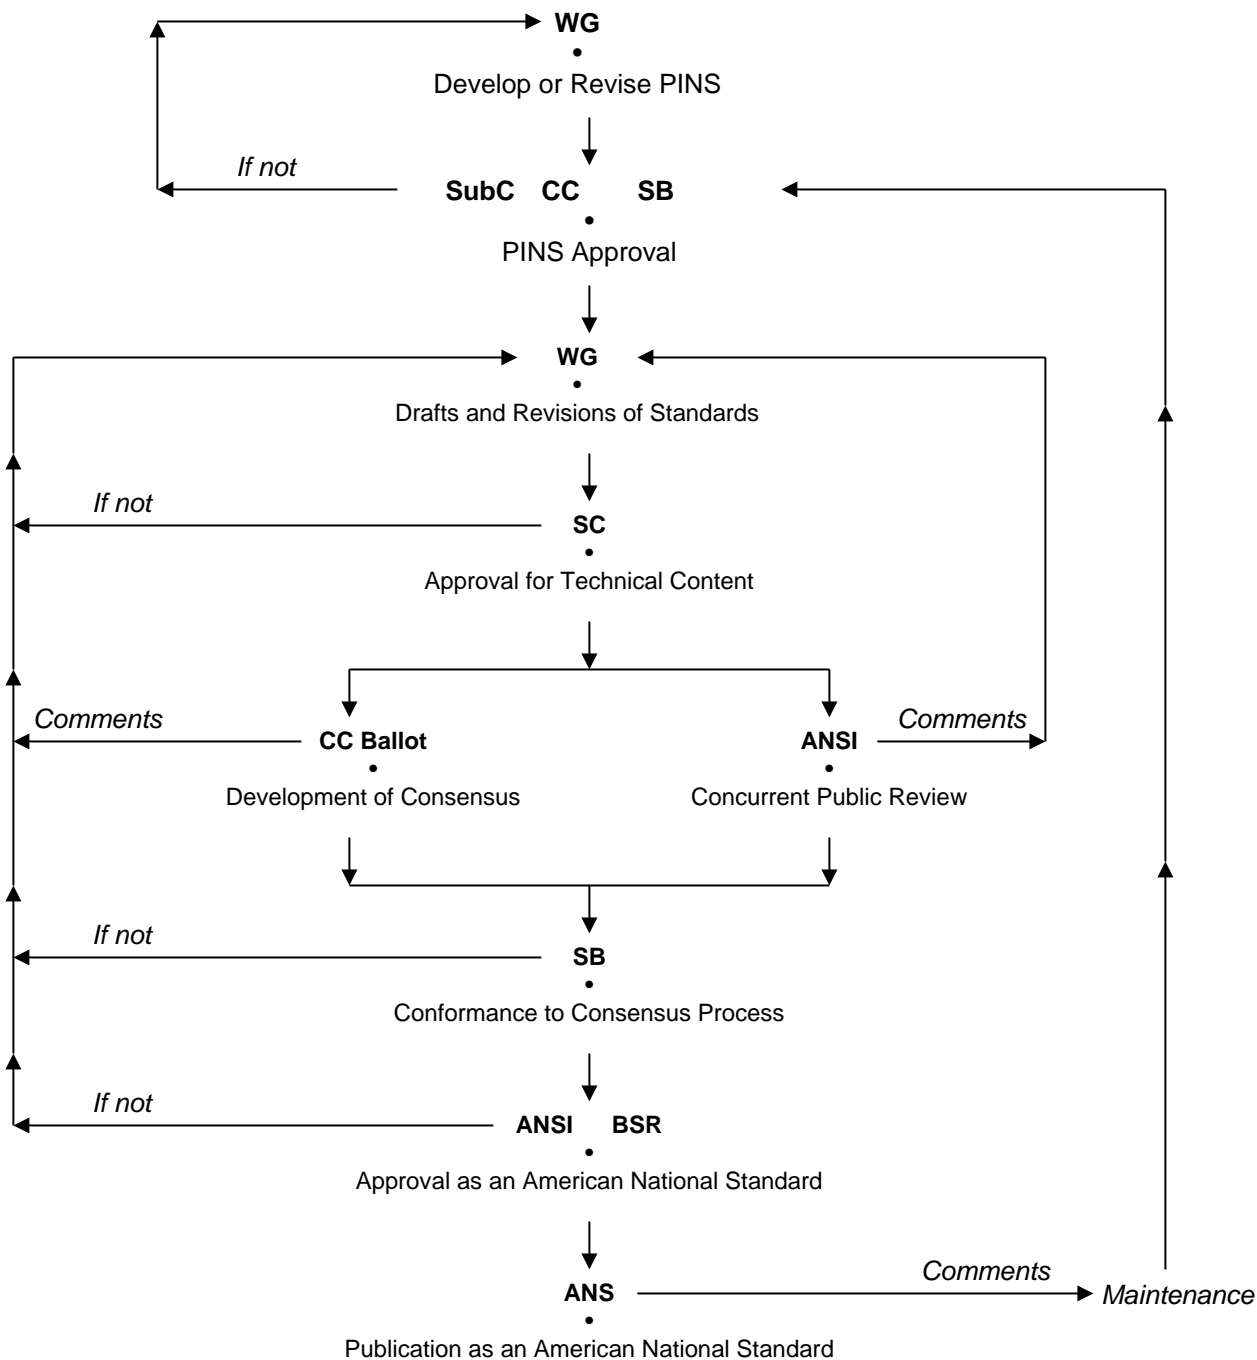 WG
•
Develop or Revise PINS
If not
SubC CC SB
•
PINS Approval
WG
•
Drafts and Revisions of Standards
If not
SC
•
Approval for Technical Content
Comments
CC Ballot
•
Development of Consensus
ANSI
•
Concurrent Public Review
Comments
If not
SB
•
Conformance to Consensus Process
If not
ANSI BSR
•
Approval as an American National Standard
ANS
•
Publication as an American National Standard
Comments
Maintenance